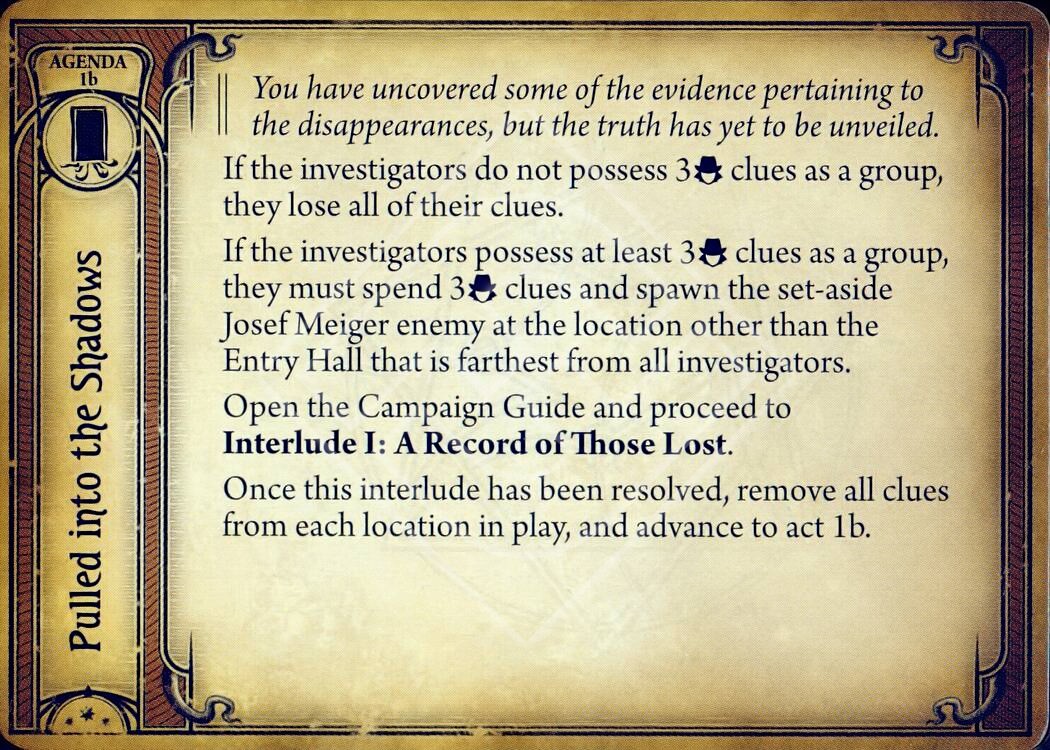 AGENDA
1b
Pulled into the Shadows
You have uncovered some of the evidence pertaining to
the disappearances, but the truth has yet to be unveiled.
If the investigators do not possess 3 clues as a group,
they lose all of their clues.
If the investigators possess at least 3 clues as a group,
they must spend 3 clues and spawn the set-aside
Josef Meiger enemy at the location other than the
Entry Hall that is farthest from all investigators.
Open the Campaign Guide and proceed to
Interlude I: A Record of Those Lost.
Once this interlude has been resolved, remove all clues
from each location in play, and advance to act 1b.